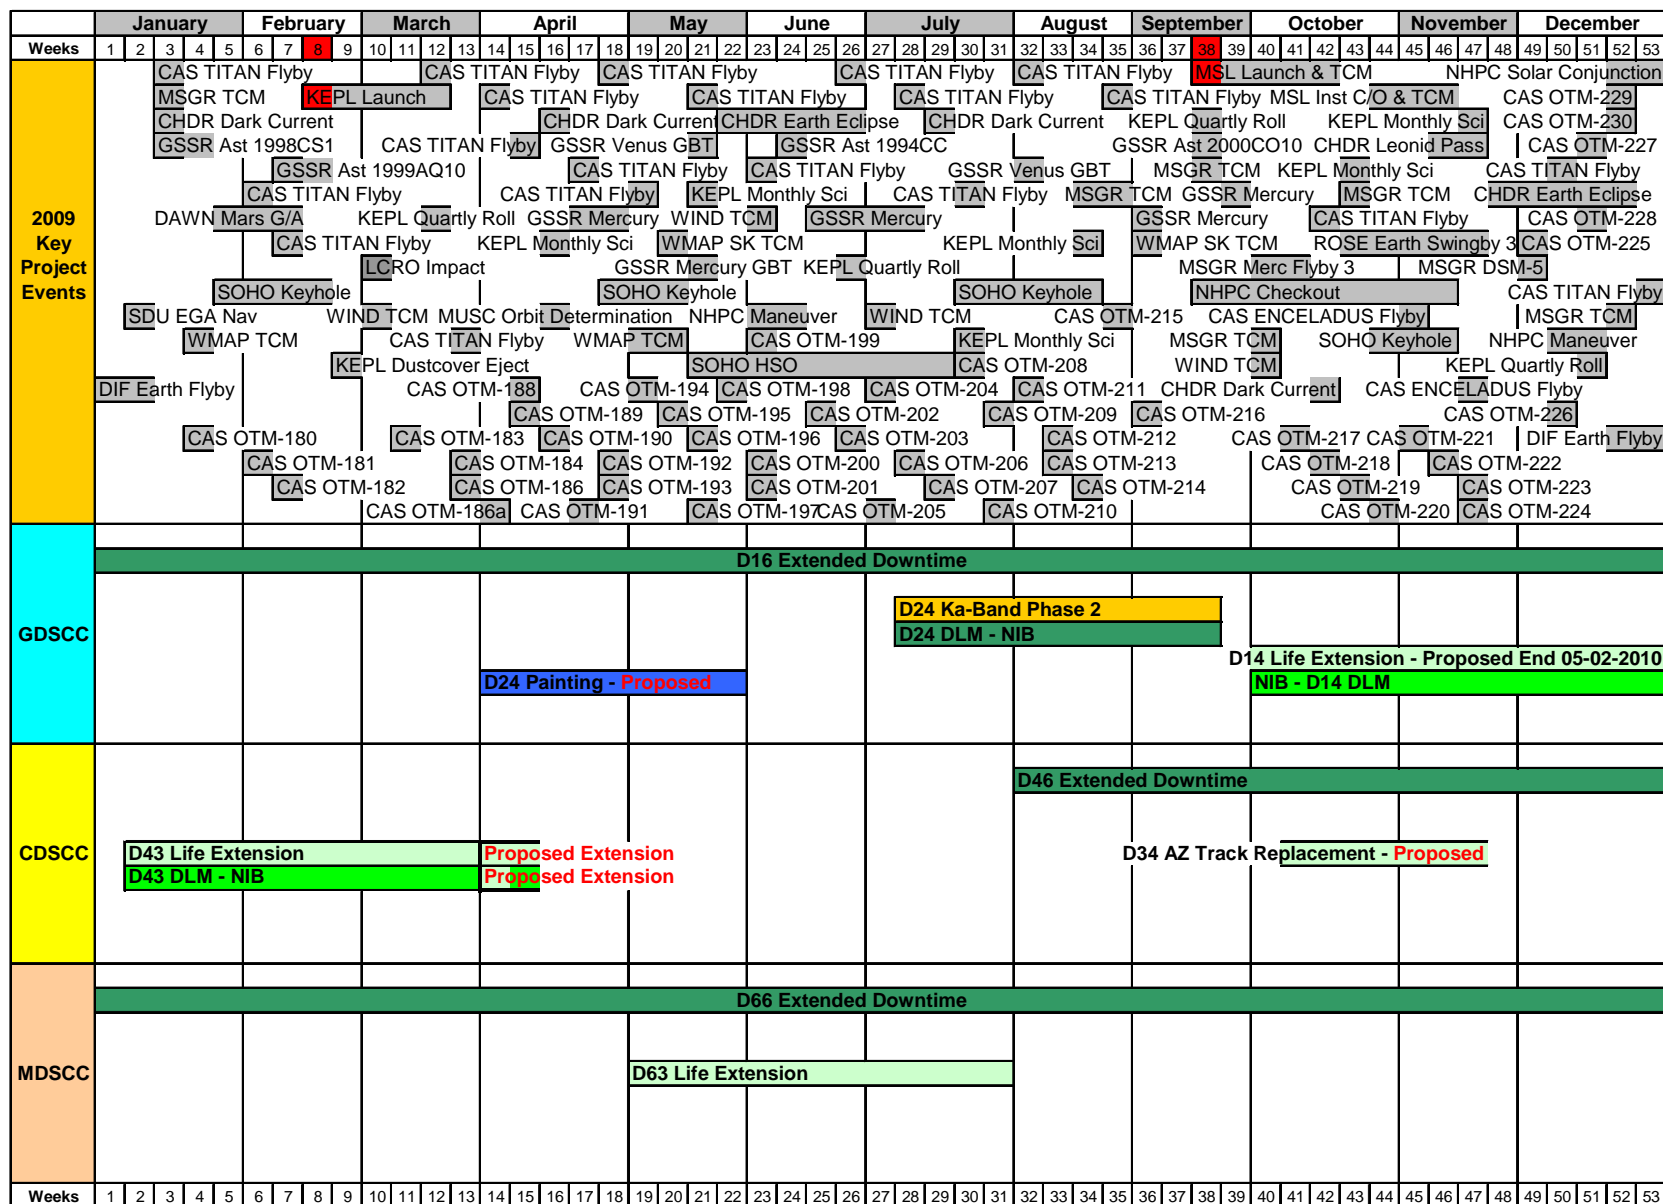 January February March April May June July August September October November December
Weeks 1 2 3 4 5 6 7 8 9 10 11 12 13 14 15 16 17 18 19 20 21 22 23 24 25 26 27 28 29 30 31 32 33 34 35 36 37 38 39 40 41 42 43 44 45 46 47 48 49 50 51 52 53
2009 Key Project Events
CAS TITAN Flyby CAS TITAN Flyby CAS TITAN Flyby CAS TITAN Flyby CAS TITAN Flyby MSL Launch & TCM NHPC Solar Conjunction
MSGR TCM KEPL Launch CAS TITAN Flyby CAS TITAN Flyby CAS TITAN Flyby CAS TITAN Flyby MSL Inst C/O & TCM CAS OTM-229
CHDR Dark Current CHDR Dark Current CHDR Earth Eclipse CHDR Dark Current KEPL Quartly Roll KEPL Monthly Sci CAS OTM-230
GSSR Ast 1998CS1 CAS TITAN Flyby GSSR Venus GBT GSSR Ast 1994CC GSSR Ast 2000CO10 CHDR Leonid Pass CAS OTM-227
GSSR Ast 1999AQ10 CAS TITAN Flyby CAS TITAN Flyby GSSR Venus GBT MSGR TCM KEPL Monthly Sci CAS TITAN Flyby
CAS TITAN Flyby CAS TITAN Flyby KEPL Monthly Sci CAS TITAN Flyby MSGR TCM GSSR Mercury MSGR TCM CHDR Earth Eclipse
DAWN Mars G/A KEPL Quartly Roll GSSR Mercury WIND TCM GSSR Mercury GSSR Mercury CAS TITAN Flyby CAS OTM-228
CAS TITAN Flyby KEPL Monthly Sci WMAP SK TCM KEPL Monthly Sci WMAP SK TCM ROSE Earth Swingby 3 CAS OTM-225
LCRO Impact GSSR Mercury GBT KEPL Quartly Roll MSGR Merc Flyby 3 MSGR DSM-5
SOHO Keyhole SOHO Keyhole SOHO Keyhole NHPC Checkout CAS TITAN Flyby
SDU EGA Nav WIND TCM MUSC Orbit Determination NHPC Maneuver WIND TCM CAS OTM-215 CAS ENCELADUS Flyby MSGR TCM
WMAP TCM CAS TITAN Flyby WMAP TCM CAS OTM-199 KEPL Monthly Sci MSGR TCM SOHO Keyhole NHPC Maneuver
KEPL Dustcover Eject SOHO HSO CAS OTM-208 WIND TCM KEPL Quartly Roll
DIF Earth Flyby CAS OTM-188 CAS OTM-194 CAS OTM-198 CAS OTM-204 CAS OTM-211 CHDR Dark Current CAS ENCELADUS Flyby
CAS OTM-189 CAS OTM-195 CAS OTM-202 CAS OTM-209 CAS OTM-216 CAS OTM-226
CAS OTM-180 CAS OTM-183 CAS OTM-190 CAS OTM-196 CAS OTM-203 CAS OTM-212 CAS OTM-217 CAS OTM-221 DIF Earth Flyby
CAS OTM-181 CAS OTM-184 CAS OTM-192 CAS OTM-200 CAS OTM-206 CAS OTM-213 CAS OTM-218 CAS OTM-222
CAS OTM-182 CAS OTM-186 CAS OTM-193 CAS OTM-201 CAS OTM-207 CAS OTM-214 CAS OTM-219 CAS OTM-223
CAS OTM-186a CAS OTM-191 CAS OTM-197 CAS OTM-205 CAS OTM-210 CAS OTM-220 CAS OTM-224
GDSCC
D16 Extended Downtime
D24 Ka-Band Phase 2
D24 DLM - NIB
D14 Life Extension - Proposed End 05-02-2010
D24 Painting - Proposed NIB - D14 DLM
CDSCC
D46 Extended Downtime
D43 Life Extension Proposed Extension D34 AZ Track Replacement - Proposed
D43 DLM - NIB Proposed Extension
MDSCC
D66 Extended Downtime
D63 Life Extension
Weeks 1 2 3 4 5 6 7 8 9 10 11 12 13 14 15 16 17 18 19 20 21 22 23 24 25 26 27 28 29 30 31 32 33 34 35 36 37 38 39 40 41 42 43 44 45 46 47 48 49 50 51 52 53